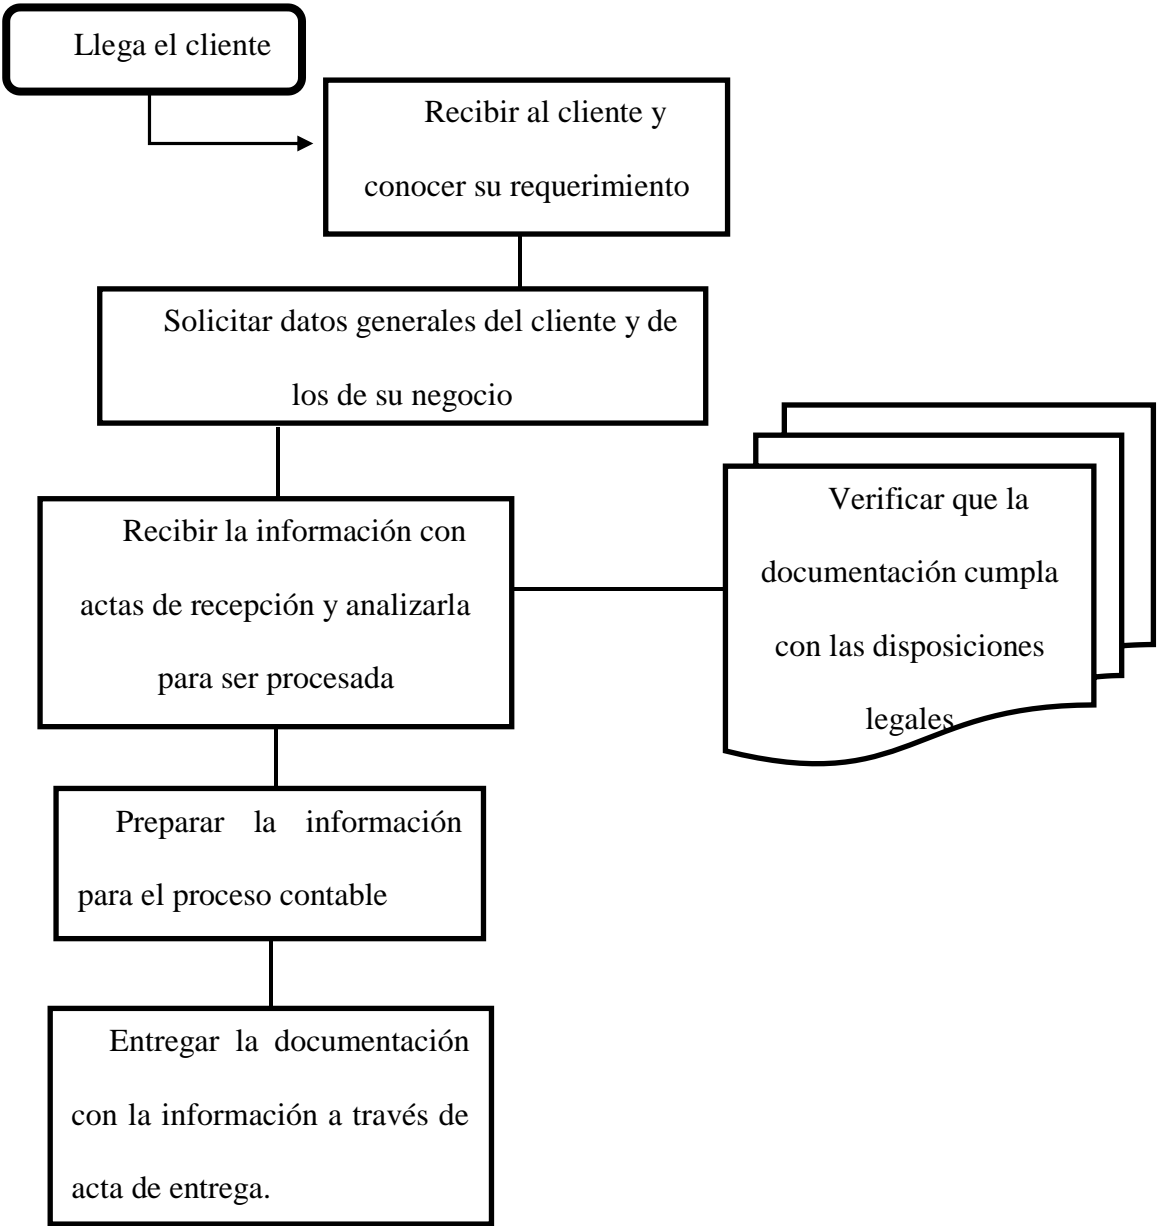 Llega el cliente
Recibir al cliente y
conocer su requerimiento
Solicitar datos generales del cliente y de
los de su negocio
Recibir la información con
actas de recepción y analizarla
para ser procesada
Verificar que la
documentación cumpla
con las disposiciones
legales
Preparar la información
para el proceso contable
Entregar la documentación
con la información a través de
acta de entrega.